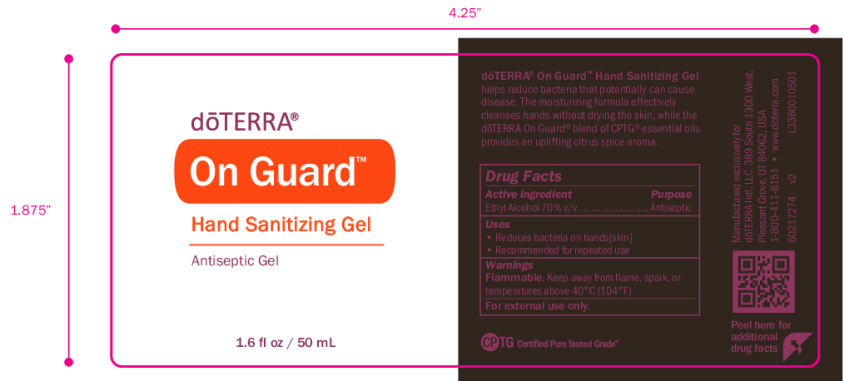 4.25”
1.875”
dōTERRA®
On Guard™
Hand Sanitizing Gel
Antiseptic Gel
1.6 fl oz / 50 mL
dōTERRA® On Guard™ Hand Sanitizing Gel
helps reduce bacteria that potentially can cause
disease. The moisturizing formula effectively
cleanses hands without drying the skin, while the
dōTERRA On Guard® blend of CPTG® essential oils
provides an uplifting citrus spice aroma.
Drug Facts
Active ingredient Purpose
Ethyl Alcohol 70% v/v ......................... Antiseptic
Uses
• Reduces bacteria on hands[skin]
• Recommended for repeated use
Warnings
Flammable. Keep away from flame, spark, or
temperatures above 40°C (104°F)
For external use only.
CPTG Certified Pure Tested Grade™
Manufactured exclusively for
dōTERRA Intl, LLC 389 South 1300 West,
Pleasant Grove, UT 84062, USA
1-800-411-8151 • www.doterra.com
60217274 v2 L3360010501
Peel here for
additional
drug facts